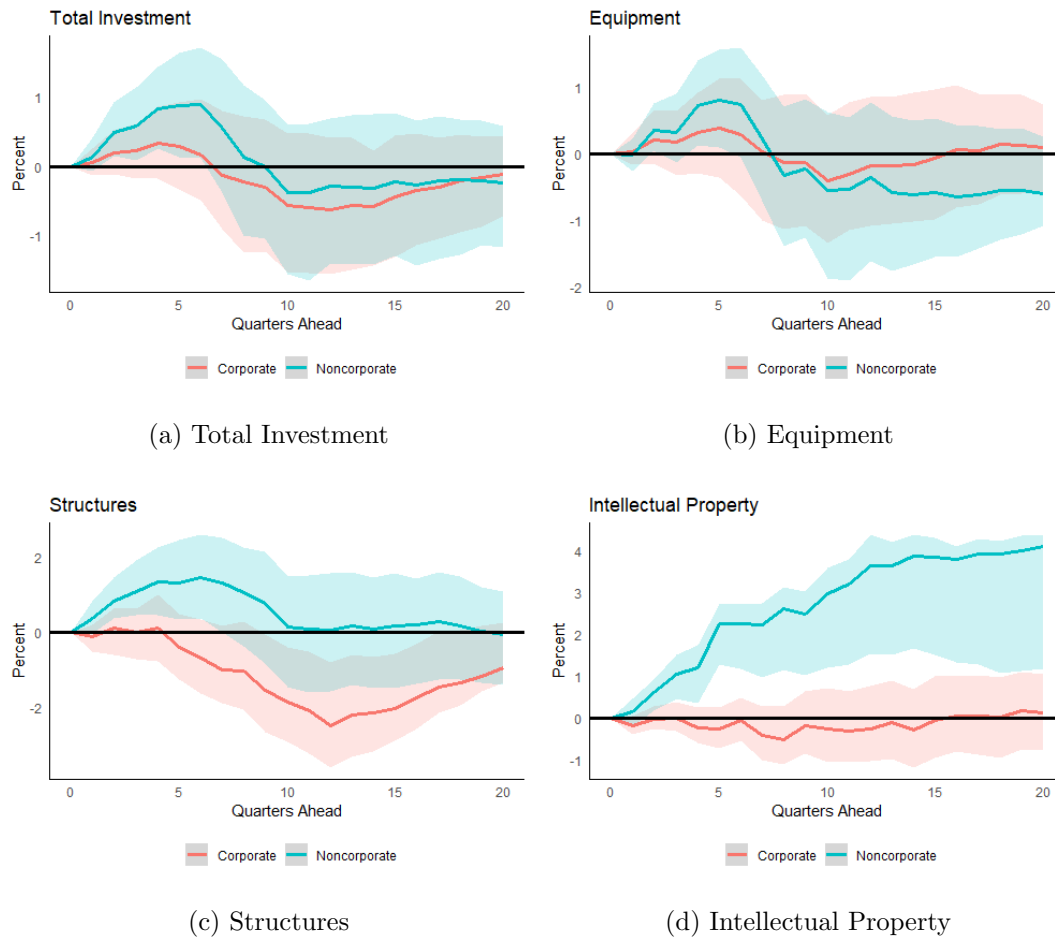 Total Investment
Percent
1
0
-1
0 5 10 15 20
Quarters Ahead
Corporate Noncorporate
(a) Total Investment
Equipment
Percent
1
0
-1
-2
0 5 10 15 20
Quarters Ahead
Corporate Noncorporate
(b) Equipment
Structures
Percent
2
0
-2
0 5 10 15 20
Quarters Ahead
Corporate Noncorporate
(c) Structures
Intellectual Property
Percent
4
3
2
1
0
-1
0 5 10 15 20
Quarters Ahead
Corporate Noncorporate
(d) Intellectual Property